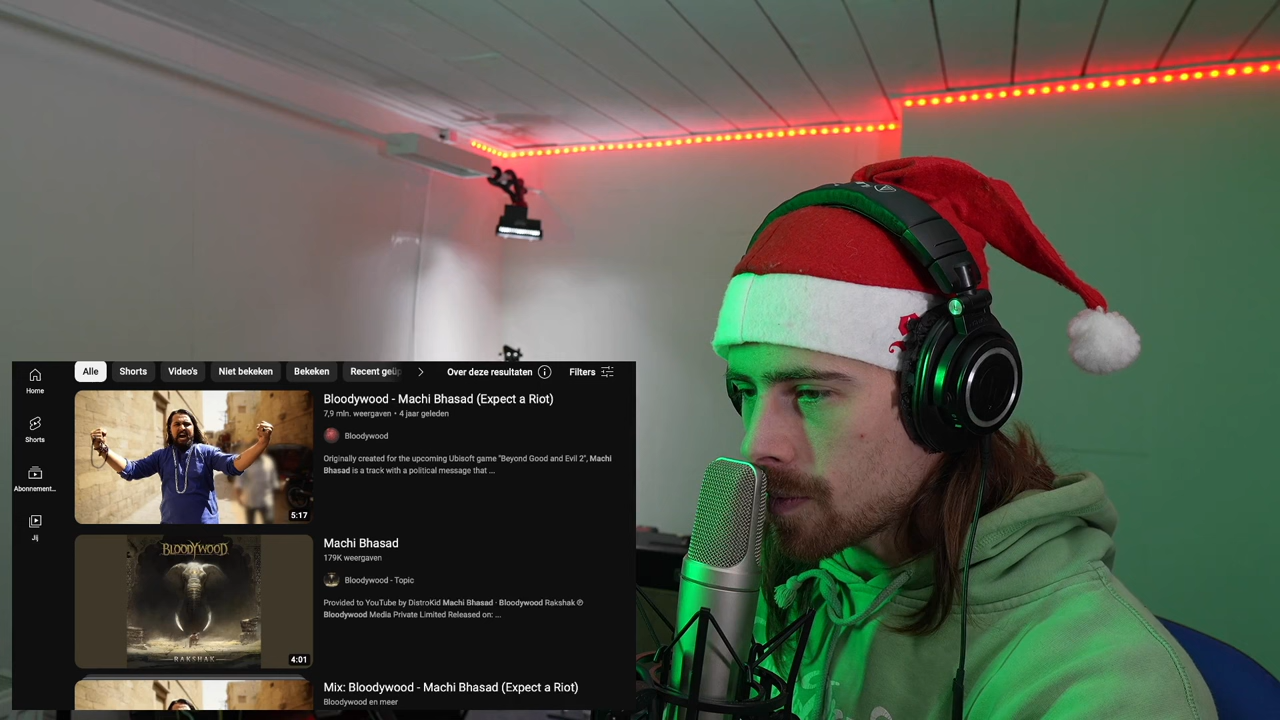 Alle
Shorts
Video's
Niet bekeken
Bekeken
Recent geüp
Over deze resultaten
Filters
Home
Shorts
Abonnement...
Jij
5:17
Bloodywood - Machi Bhasad (Expect a Riot)
7,9 mln. weergaven • 4 jaar geleden
Bloodywood
Originally created for the upcoming Ubisoft game "Beyond Good and Evil 2", Machi
Bhasad is a track with a political message that ...
BLOODYWOOD
RAKSHAK
4:01
Machi Bhasad
179K weergaven
Bloodywood - Topic
Provided to YouTube by DistroKid Machi Bhasad · Bloodywood Rakshak ℗
Bloodywood Media Private Limited Released on: ...
Mix: Bloodywood - Machi Bhasad (Expect a Riot)
Bloodywood en meer